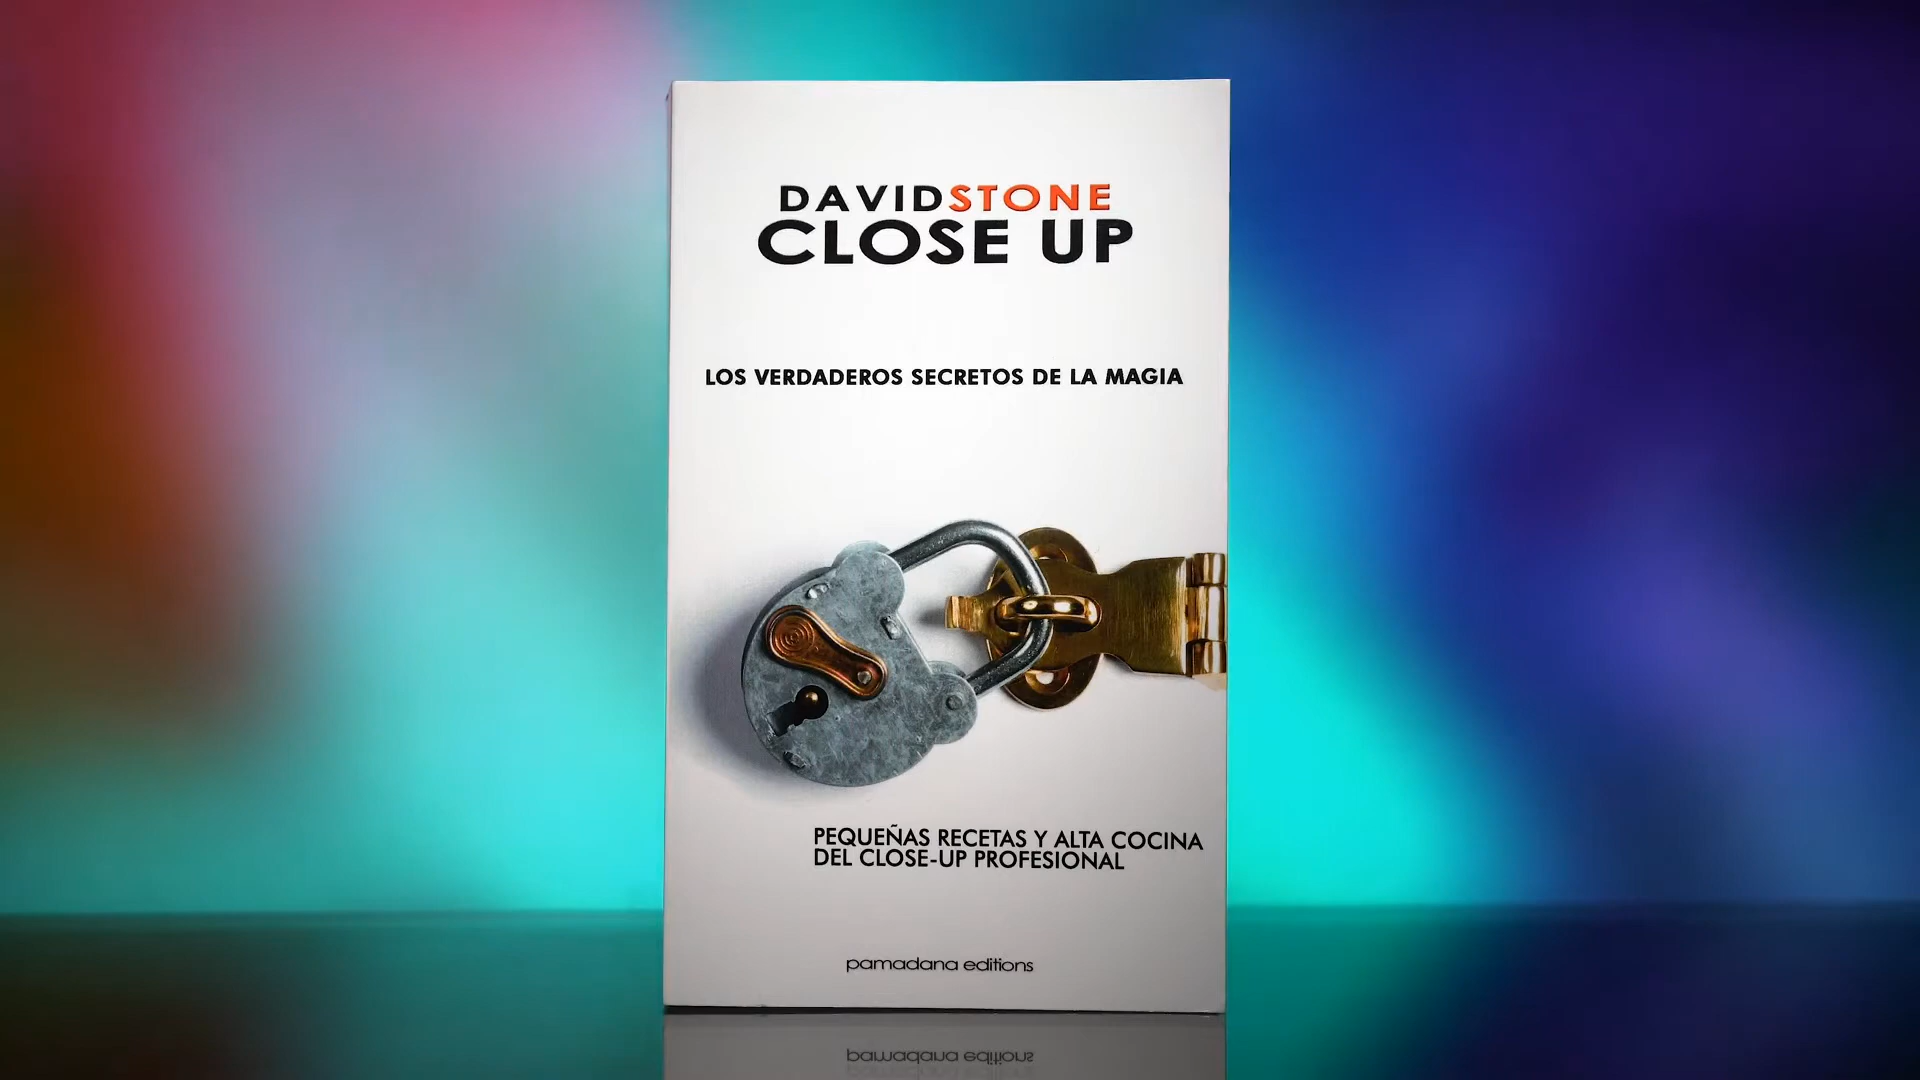 DAVIDSTONE
CLOSE UP
LOS VERDADEROS SECRETOS DE LA MAGIA
PEQUEÑAS RECETAS Y ALTA COCINA
DEL CLOSE-UP PROFESIONAL
pamadana editions